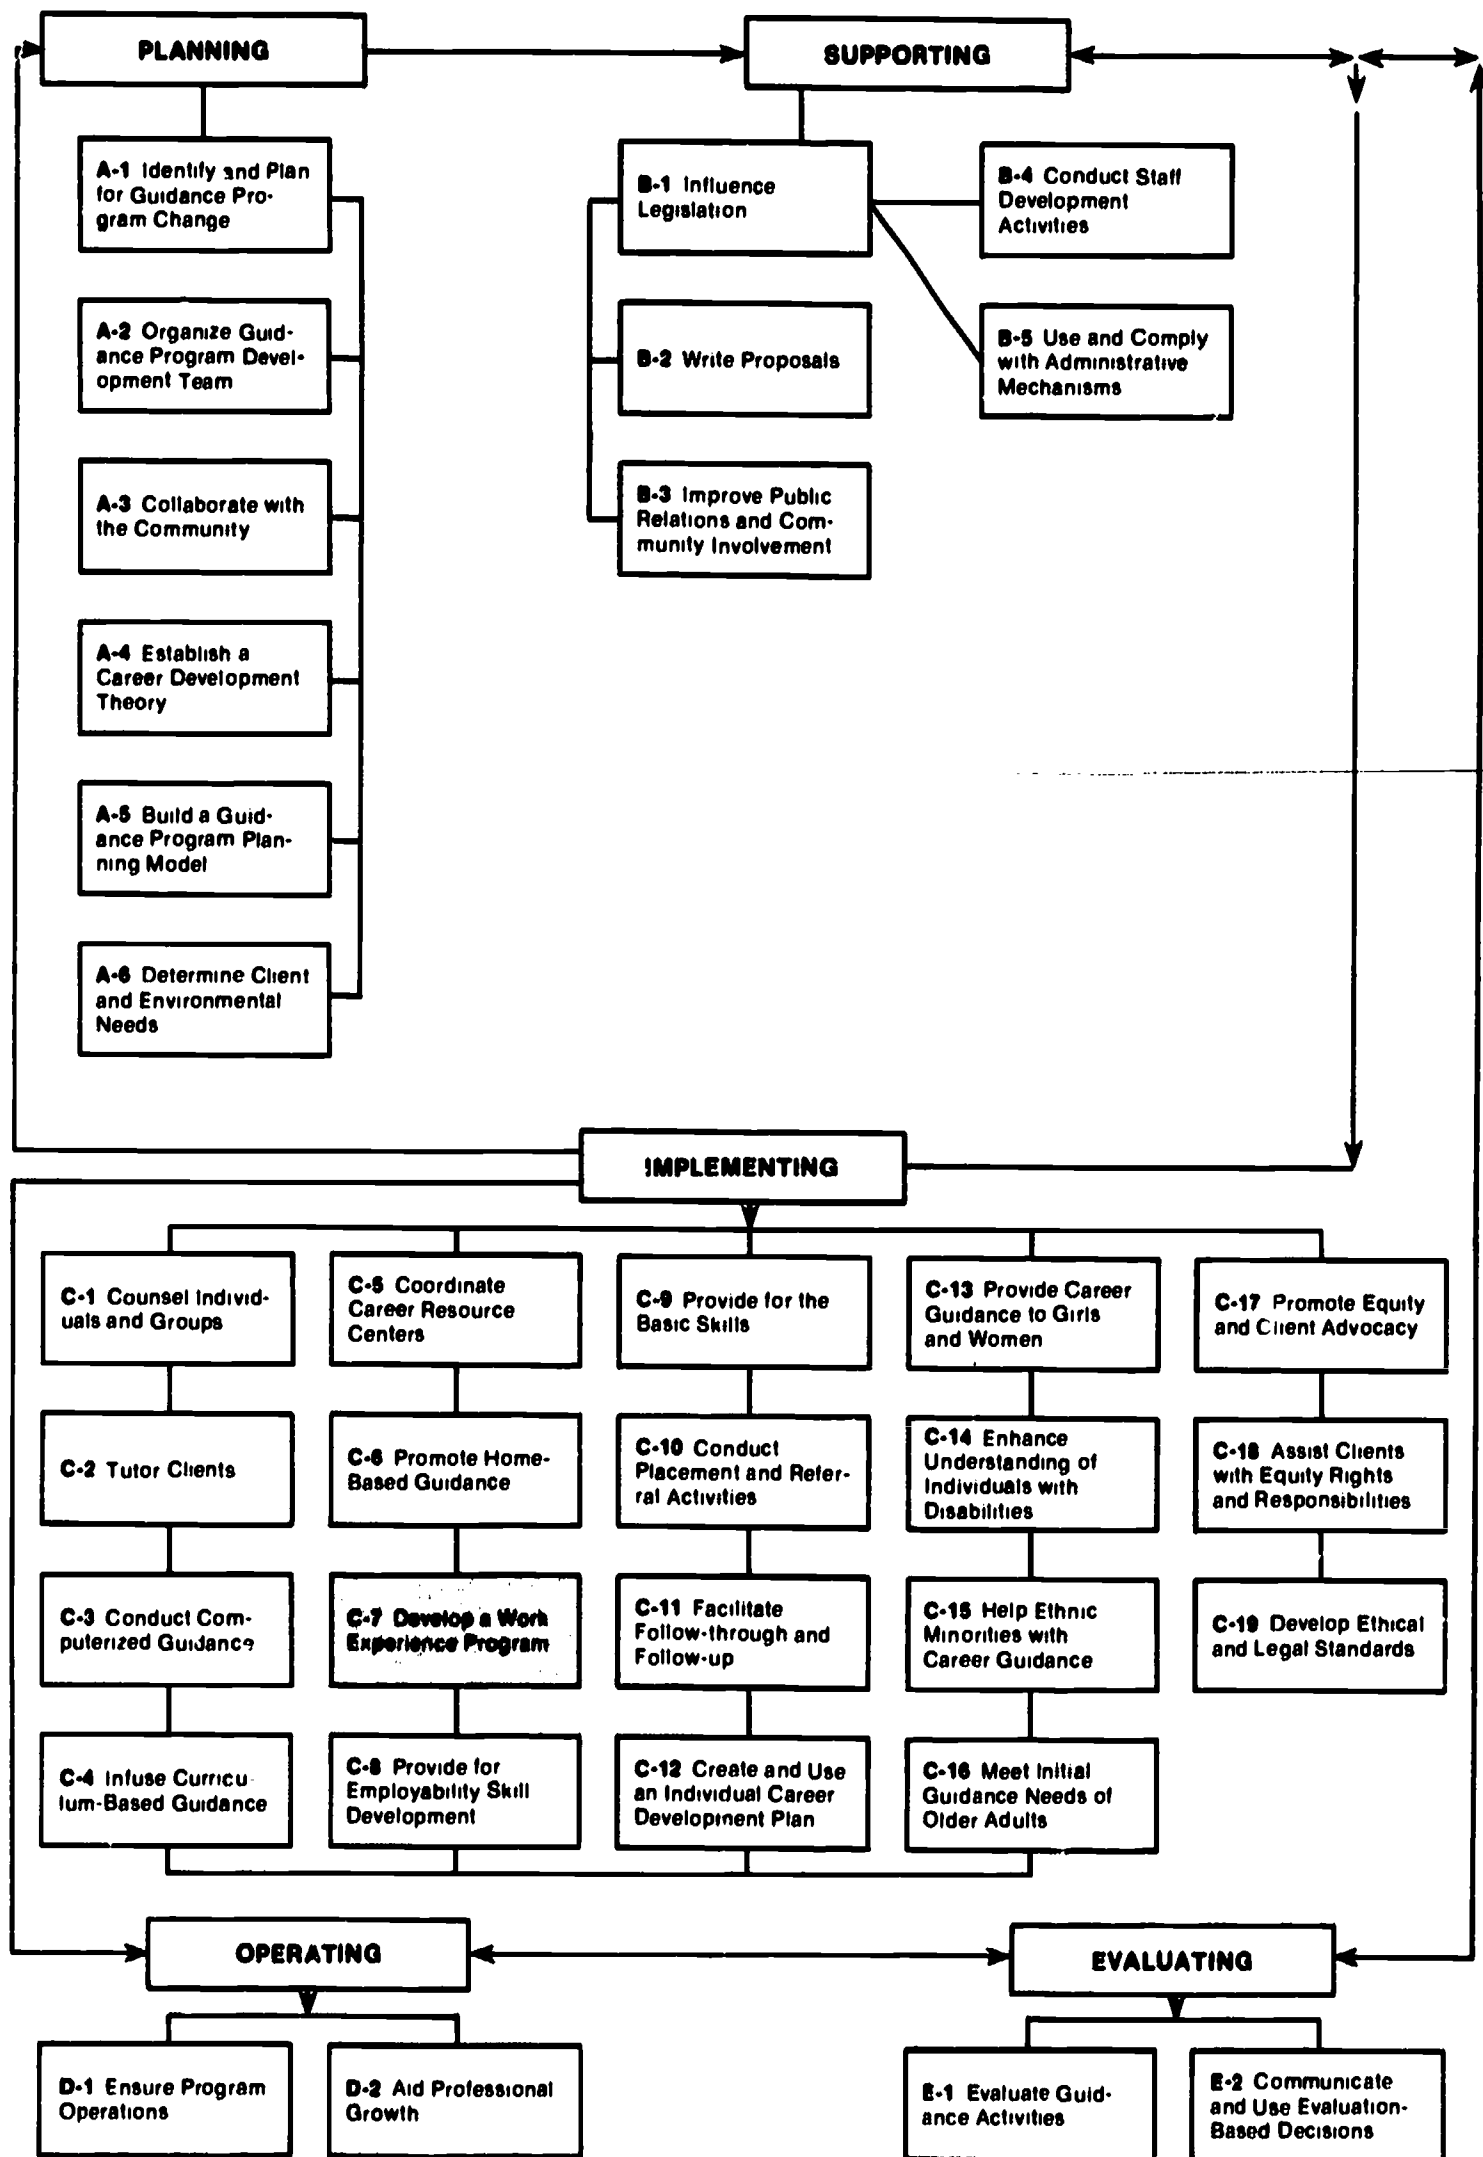 PLANNING
SUPPORTING
A-1 Identify and Plan
for Guidance Pro-
gram Change
A-2 Organize Guid-
ance Program Devel-
opment Team
A-3 Collaborate with
the Community
A-4 Establish a
Career Development
Theory
A-5 Build a Guid-
ance Program Plan-
ning Model
A-6 Determine Client
and Environmental
Needs
B-1 Influence
Legislation
B-2 Write Proposals
B-3 Improve Public
Relations and Com-
munity Involvement
B-4 Conduct Staff
Development
Activities
B-5 Use and Comply
with Administrative
Mechanisms
IMPLEMENTING
C-1 Counsel Individ-
uals and Groups
C-2 Tutor Clients
C-3 Conduct Com-
puterized Guidance
C-4 Infuse Curricu-
lum-Based Guidance
C-5 Coordinate
Career Resource
Centers
C-6 Promote Home-
Based Guidance
C-7 Develop a Work
Experience Program
C-8 Provide for
Employability Skill
Development
C-9 Provide for the
Basic Skills
C-10 Conduct
Placement and Refer-
ral Activities
C-11 Facilitate
Follow-through and
Follow-up
C-12 Create and Use
an Individual Career
Development Plan
C-13 Provide Career
Guidance to Girls
and Women
C-14 Enhance
Understanding of
Individuals with
Disabilities
C-15 Help Ethnic
Minorities with
Career Guidance
C-16 Meet Initial
Guidance Needs of
Older Adults
C-17 Promote Equity
and Client Advocacy
C-18 Assist Clients
with Equity Rights
and Responsibilities
C-19 Develop Ethical
and Legal Standards
OPERATING
EVALUATING
D-1 Ensure Program
Operations
D-2 Aid Professional
Growth
E-1 Evaluate Guid-
ance Activities
E-2 Communicate
and Use Evaluation-
Based Decisions